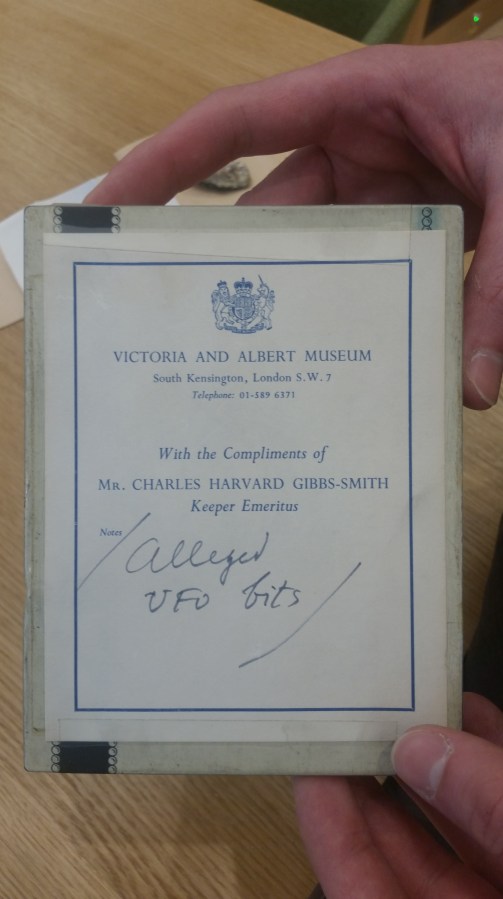 VICTORIA AND ALBERT MUSEUM
South Kensington, London S.W. 7
Telephone: 01-589 6371
With the Compliments of
MR. CHARLES HARVARD GIBBS-SMITH
Keeper Emeritus
Notes
Alleged
UFO bits